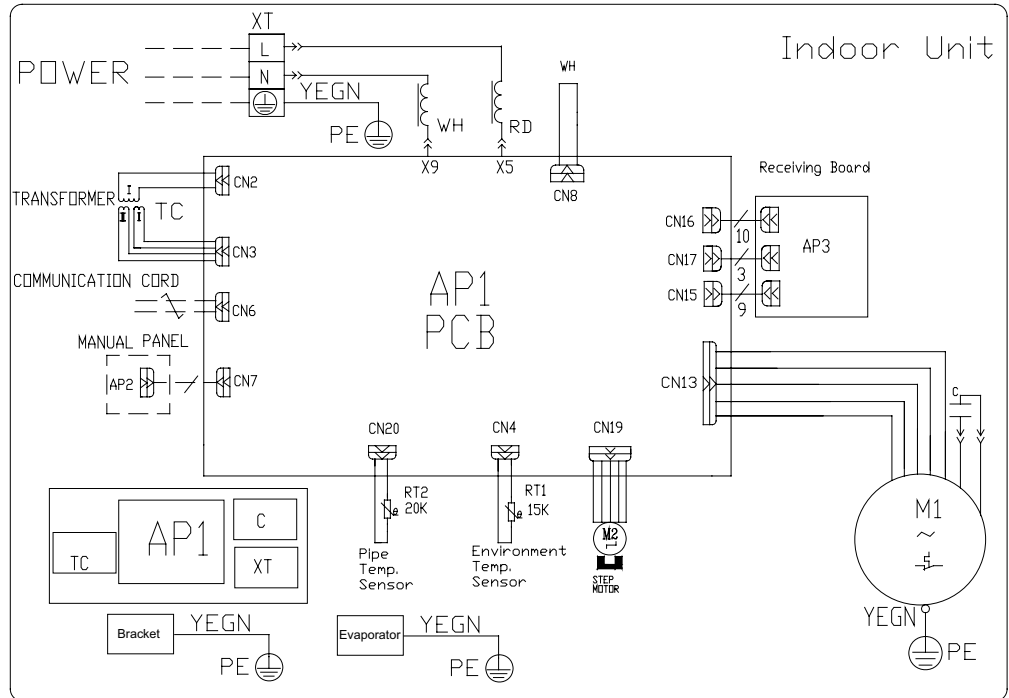 XT
Indoor Unit
L
POWER
N
YEGN
PE
WH
RD
WH
X9
X5
CN8
Receiving Board
CN2
I
TRANSFORMER
II
II
TC
CN3
CN16
10
AP3
CN17
3
CN15
9
COMMUNICATION CORD
CN6
AP1
PCB
MANUAL PANEL
AP2
CN7
CN13
C
CN20
CN4
CN19
RT2
20K
RT1
15K
θ
θ
M2
M1
~
Pipe
Temp.
Sensor
Environment
Temp.
Sensor
STEP
MOTOR
AP1
TC
C
XT
YEGN
PE
Bracket
YEGN
PE
Evaporator
YEGN
PE